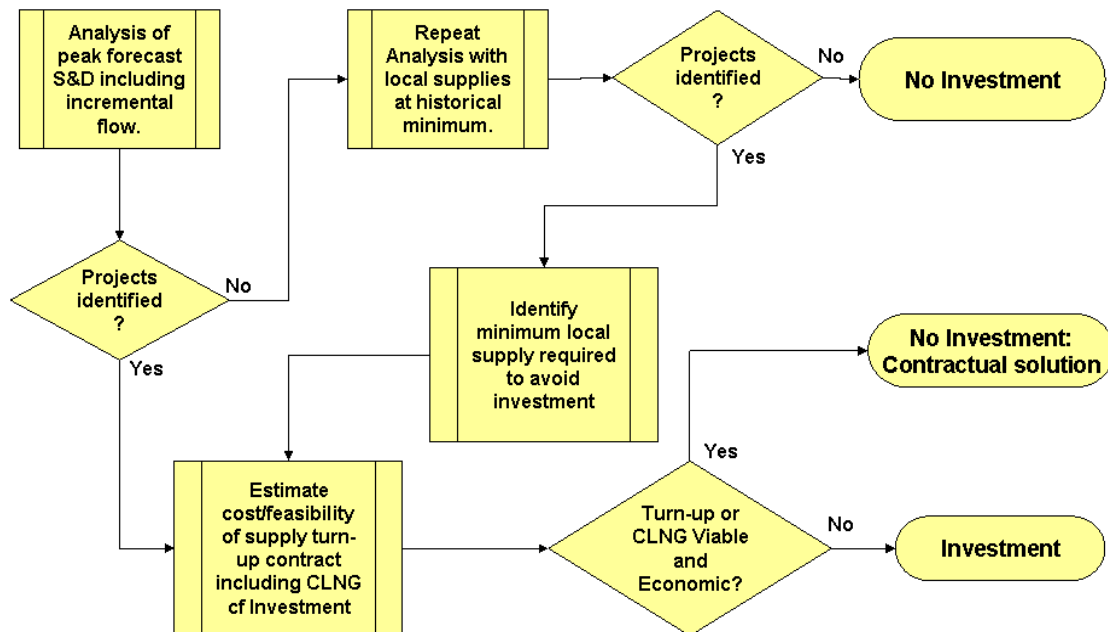 Analysis of
peak forecast
S&D including
incremental
flow.
Repeat
Analysis with
local supplies
at historical
minimum.
Projects
identified
?
No
No Investment
Yes
Projects
identified
?
No
Yes
Identify
minimum local
supply required
to avoid
investment
No Investment:
Contractual solution
Yes
Estimate
cost/feasibility
of supply turn-
up contract
including CLNG
cf Investment
Turn-up or
CLNG Viable
and
Economic?
No
Investment